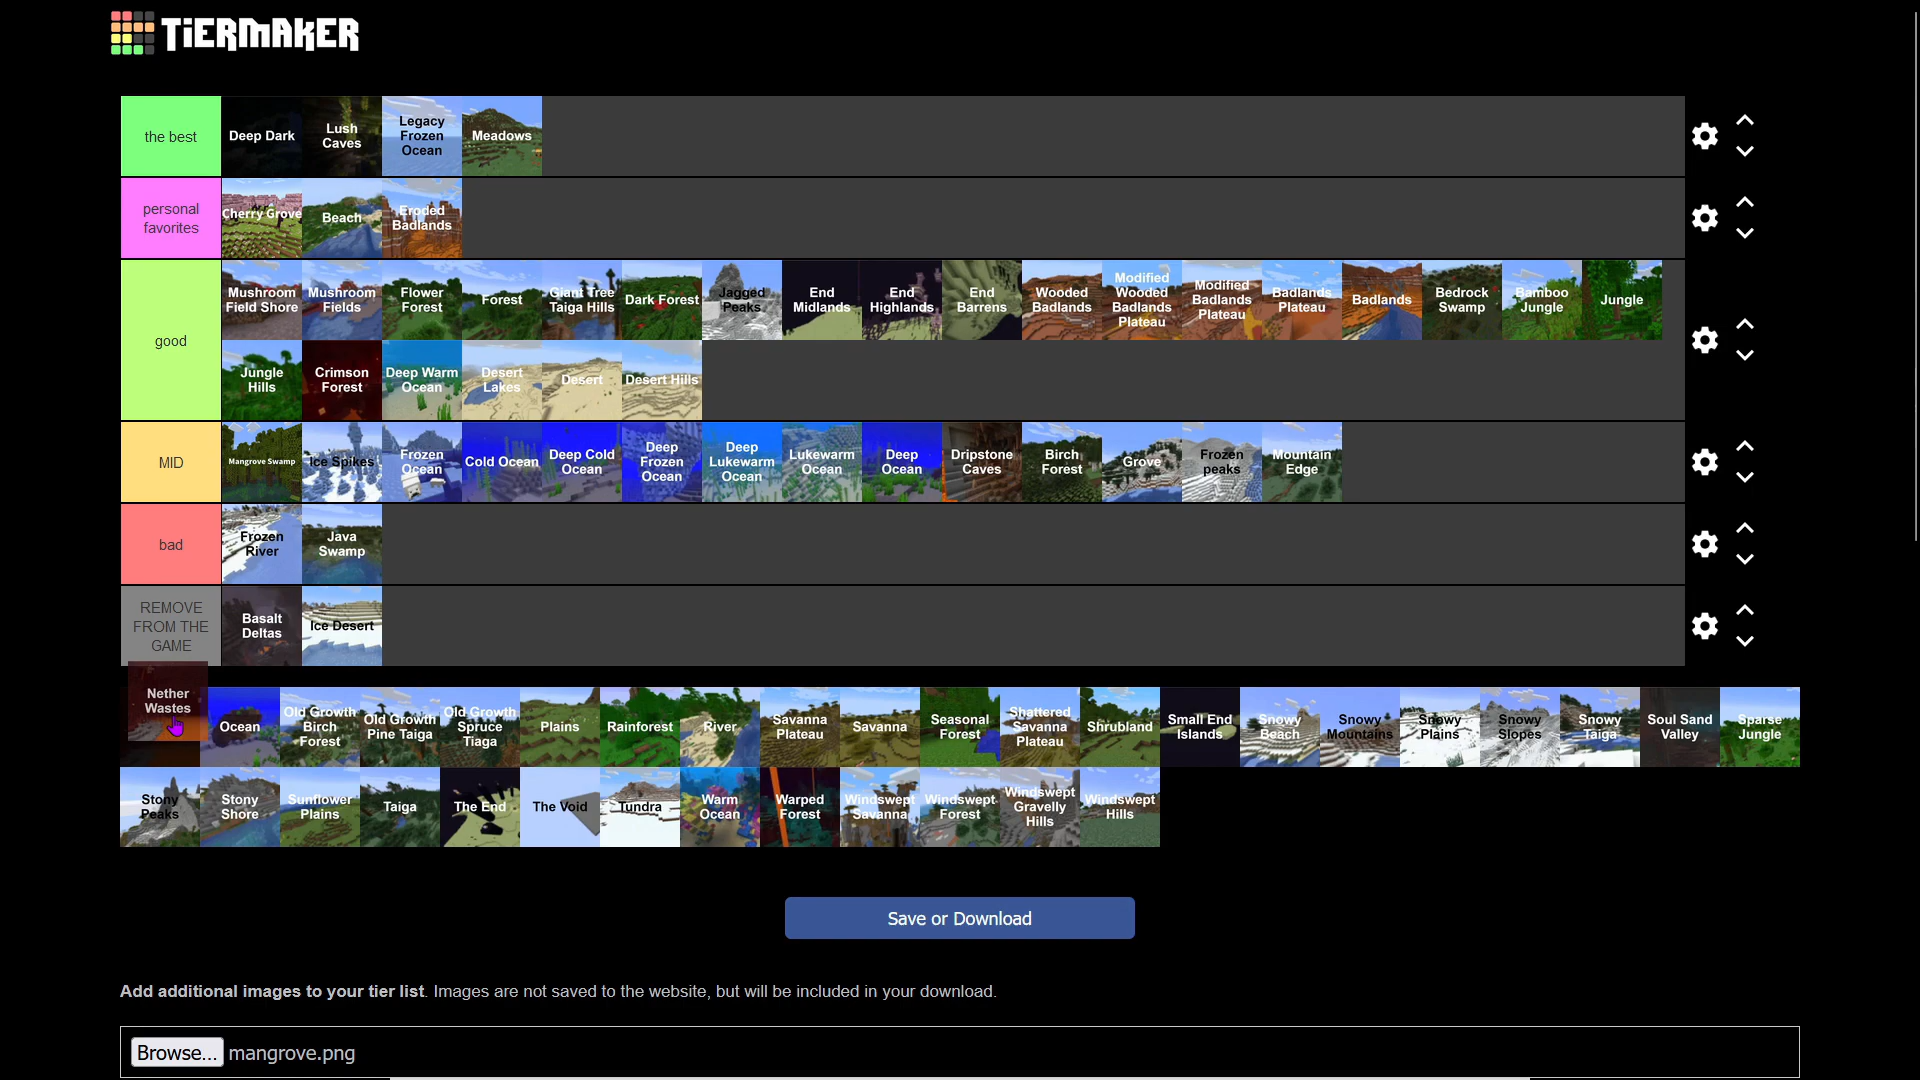 TiERMAKER
the best
Deep Dark
Lush
Caves
Legacy
Frozen
Ocean
Meadows
personal
favorites
Cherry Grove
Beach
Eroded
Badlands
good
Mushroom
Field Shore
Mushroom
Fields
Flower
Forest
Forest
Giant Tree
Taiga Hills
Dark Forest
Jagged
Peaks
End
Midlands
End
Highlands
End
Barrens
Wooded
Badlands
Modified
Wooded
Badlands
Plateau
Modified
Badlands
Plateau
Badlands
Plateau
Badlands
Bedrock
Swamp
Bamboo
Jungle
Jungle
Jungle
Hills
Crimson
Forest
Deep Warm
Ocean
Desert
Lakes
Desert
Desert Hills
MID
Mangrove Swamp
Ice Spikes
Frozen
Ocean
Cold Ocean
Deep Cold
Ocean
Deep
Frozen
Ocean
Deep
Lukewarm
Ocean
Lukewarm
Ocean
Deep
Ocean
Dripstone
Caves
Birch
Forest
Grove
Frozen
peaks
Mountain
Edge
bad
Frozen
River
Java
Swamp
REMOVE
FROM THE
GAME
Basalt
Deltas
Ice Desert
Nether
Wastes
Ocean
Old Growth
Birch
Forest
Old Growth
Pine Taiga
Old Growth
Spruce
Tiaga
Plains
Rainforest
River
Savanna
Plateau
Savanna
Seasonal
Forest
Shattered
Savanna
Plateau
Shrubland
Small End
Islands
Snowy
Beach
Snowy
Mountains
Snowy
Plains
Snowy
Slopes
Snowy
Taiga
Soul Sand
Valley
Sparse
Jungle
Stony
Peaks
Stony
Shore
Sunflower
Plains
Taiga
The End
The Void
Tundra
Warm
Ocean
Warped
Forest
Windswept
Savanna
Windswept
Forest
Windswept
Gravelly
Hills
Windswept
Hills
Save or Download
Add additional images to your tier list. Images are not saved to the website, but will be included in your download.
Browse... mangrove.png